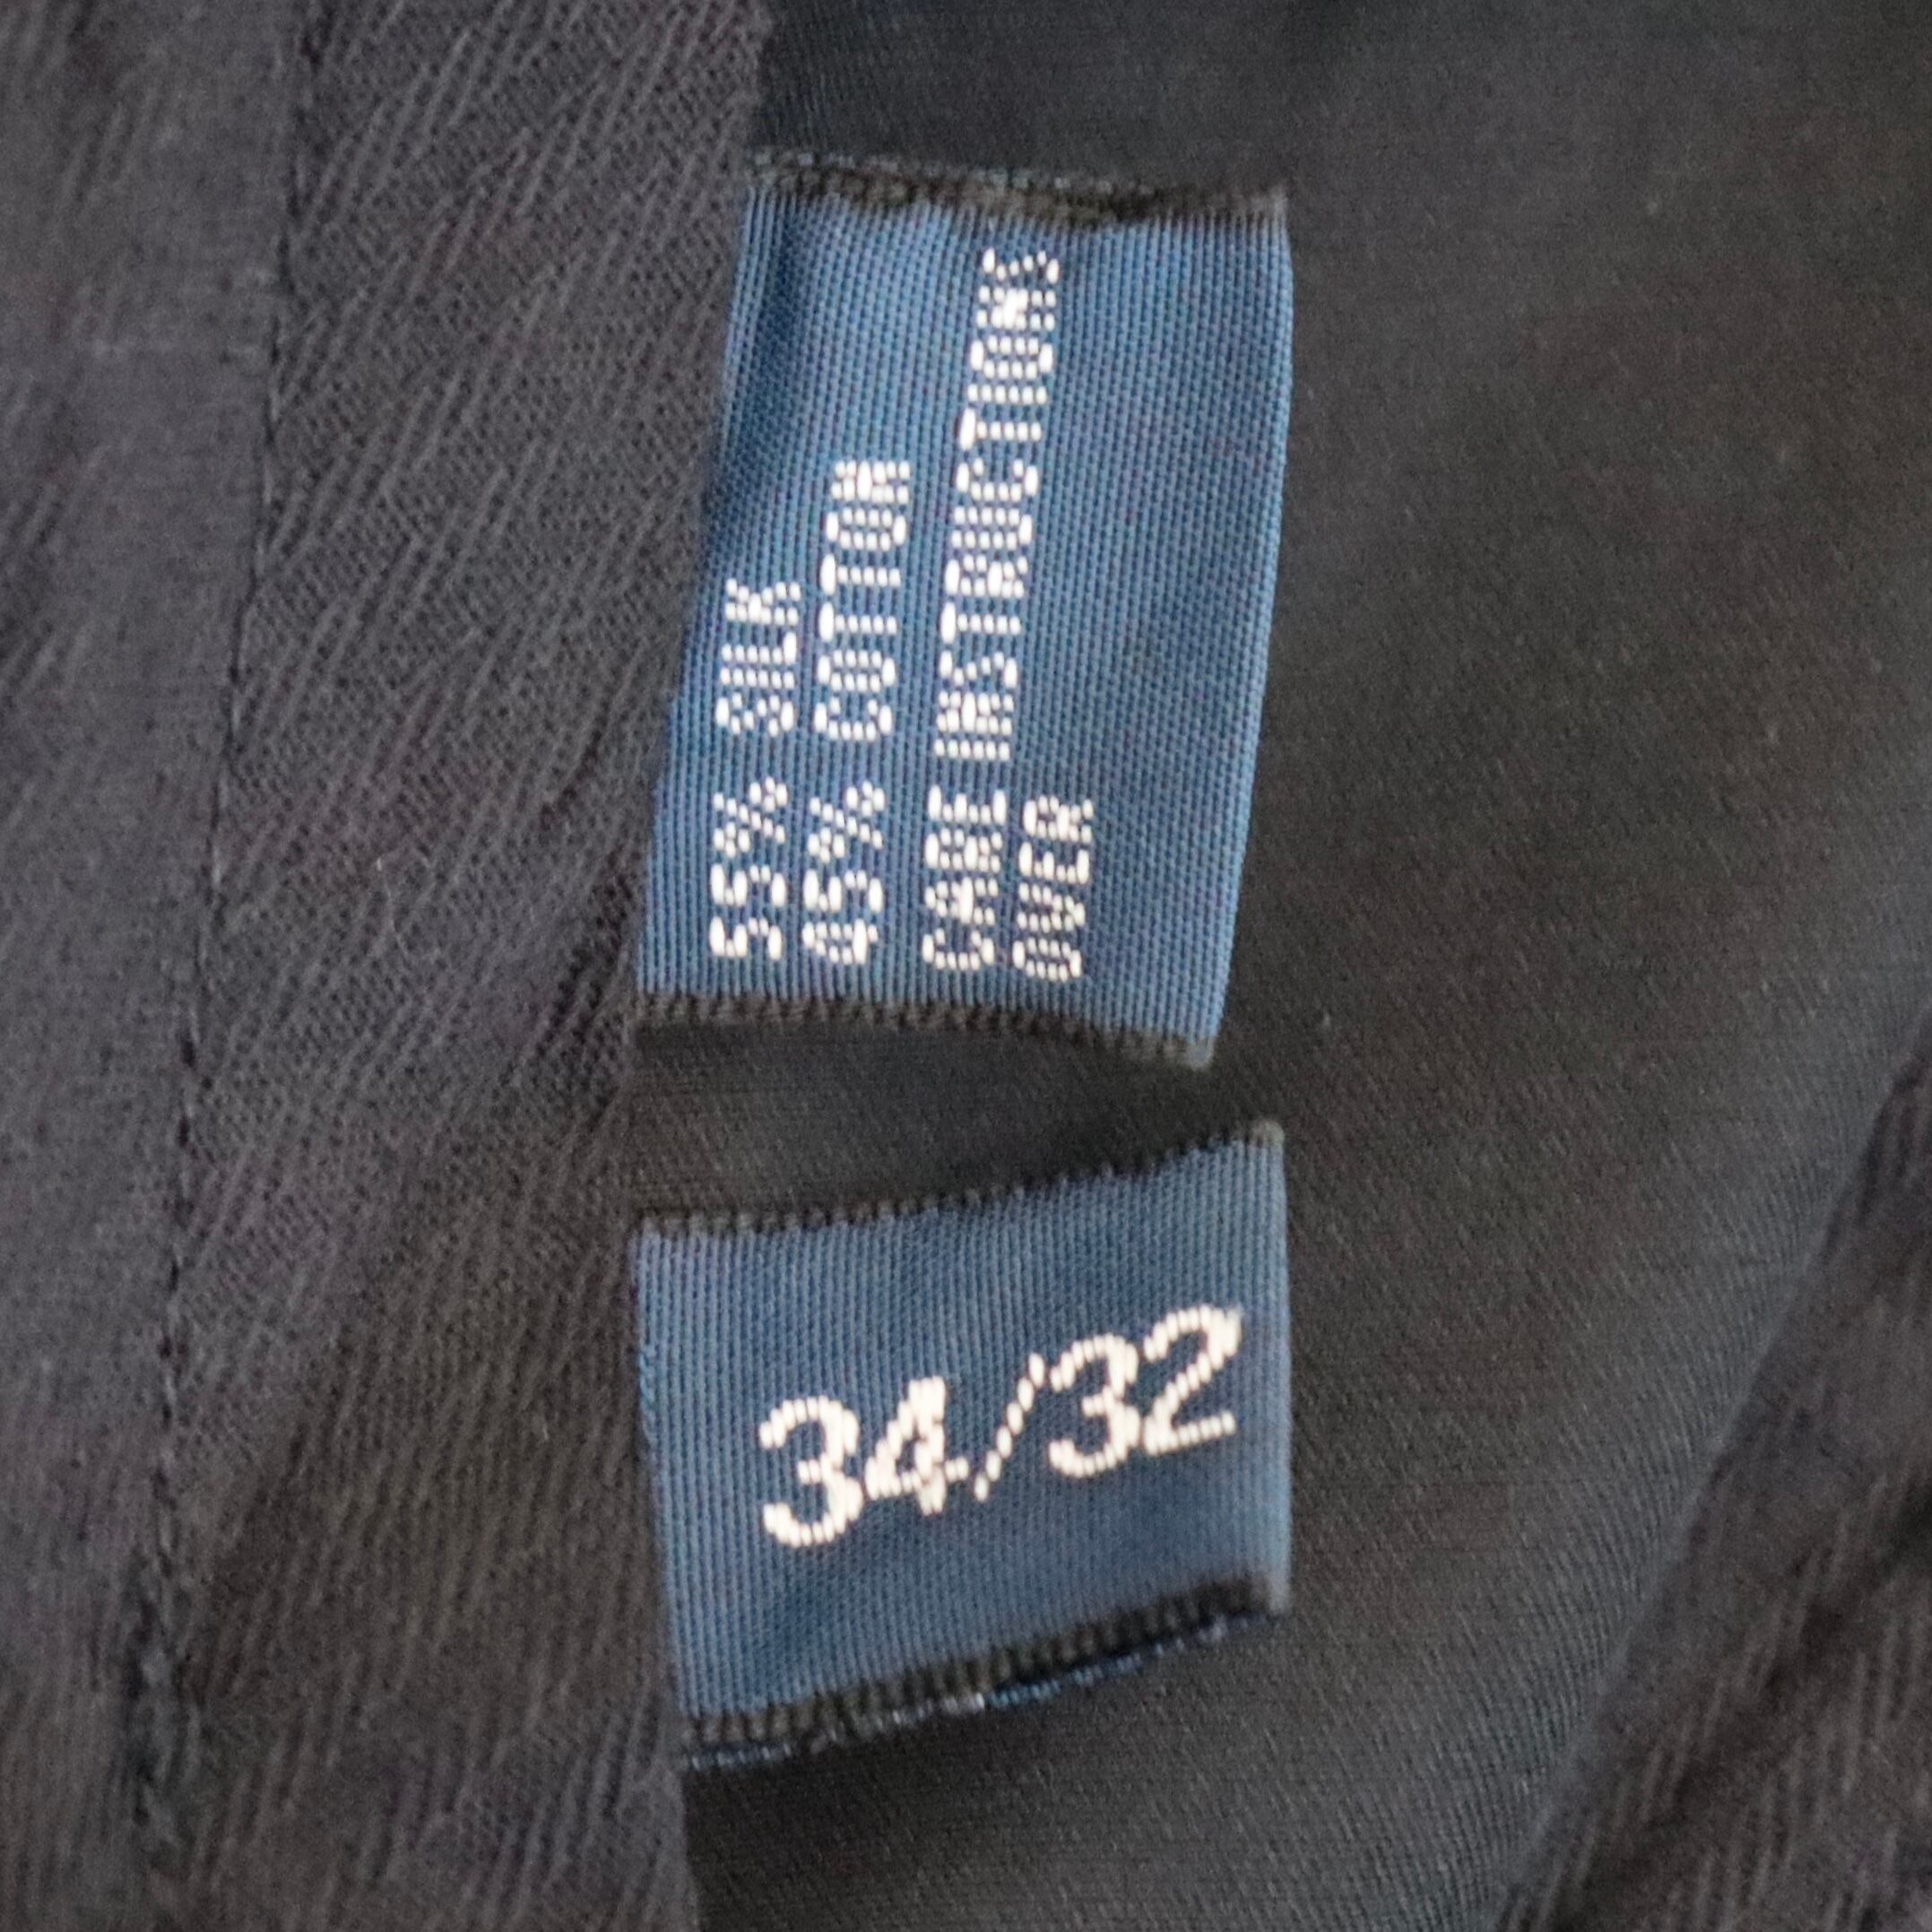 55% SILK
45% COTTON
CARE INSTRUCTIONS
OVER
34/32